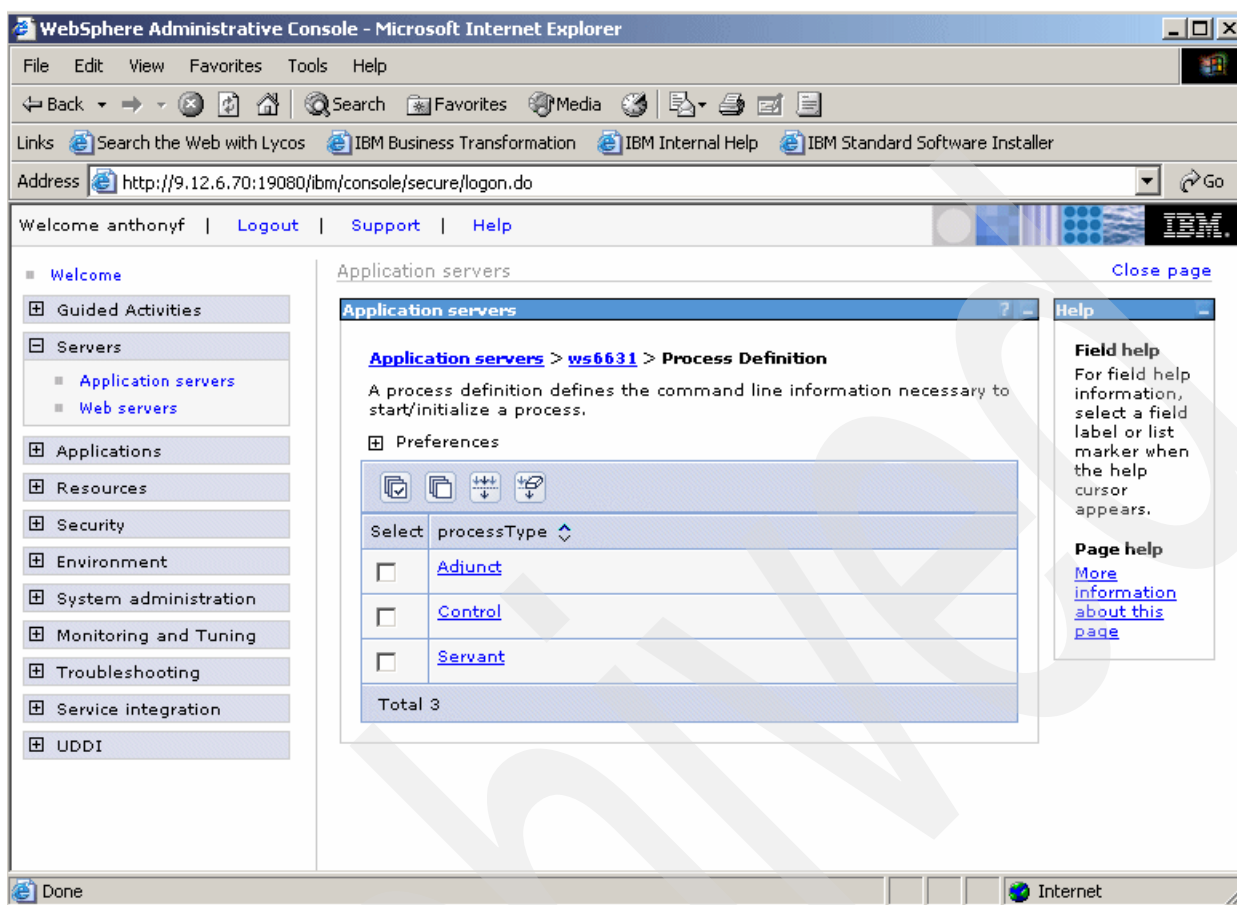 WebSphere Administrative Console - Microsoft Internet Explorer
File Edit View Favorites Tools Help
Back Search Favorites Media
Links Search the Web with Lycos IBM Business Transformation IBM Internal Help IBM Standard Software Installer
Address http://9.12.6.70:19080/ibm/console/secure/logon.do Go
Welcome anthonyf | Logout | Support | Help IBM.
Welcome
Guided Activities
Servers
Application servers
Web servers
Applications
Resources
Security
Environment
System administration
Monitoring and Tuning
Troubleshooting
Service integration
UDDI
Application servers Close page
Application servers ? -
Application servers > ws6631 > Process Definition
A process definition defines the command line information necessary to
start/initialize a process.
Preferences
Select processType
Adjunct
Control
Servant
Total 3
Help -
Field help
For field help
information,
select a field
label or list
marker when
the help
cursor
appears.
Page help
More
information
about this
page
Done Internet